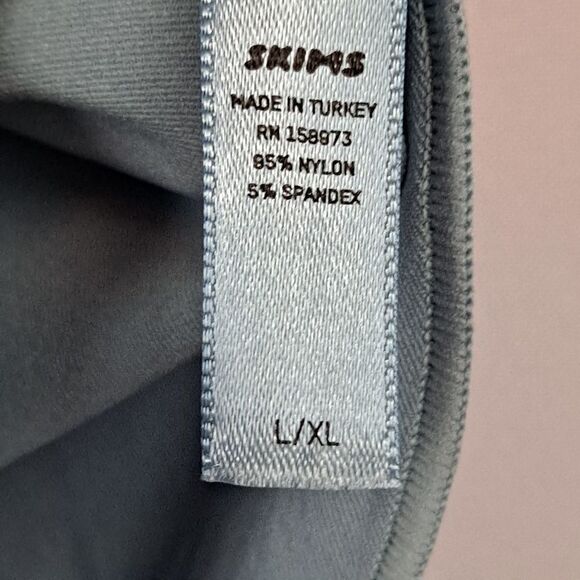 SKIMS
MADE IN TURKEY
RN 158973
95% NYLON
5% SPANDEX
L/XL